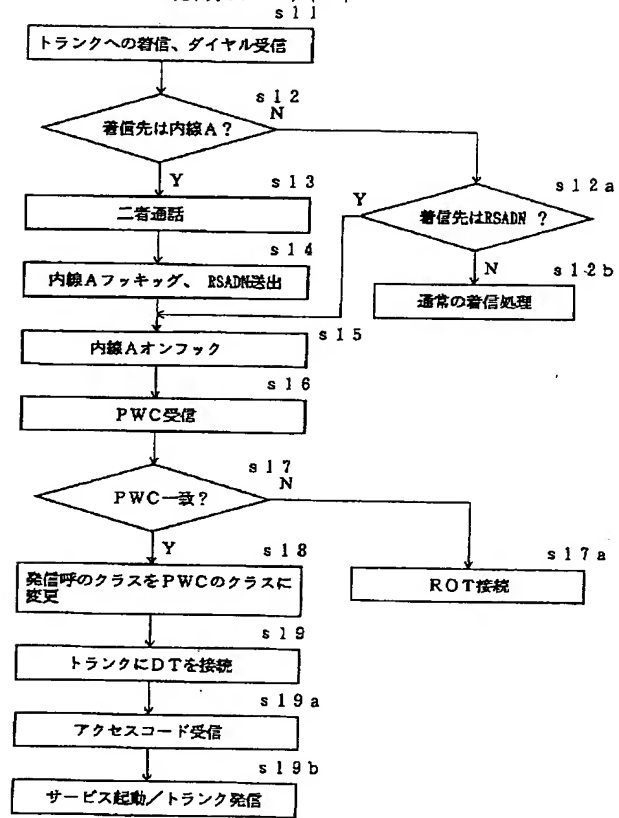 s11
トランクへの着信、ダイヤル受信
s12
着信先は内線A?
N
Y
s13
二者通話
s12a
着信先はRSADN ?
Y
N
s14
内線Aフッキッグ、 RSADN送出
s12b
通常の着信処理
s15
内線Aオンフック
s16
PWC受信
s17
PWC一致?
N
Y
s18
発信呼のクラスをPWCのクラスに
変更
s17a
ROT接続
s19
トランクにDTを接続
s19a
アクセスコード受信
s19b
サービス起動/トランク発信